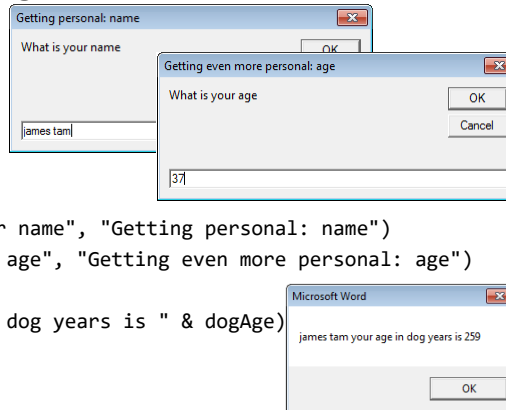 Getting personal: name
What is your name
OK
james tam
Getting even more personal: age
What is your age
OK
Cancel
37
name", "Getting personal: name")
age", "Getting even more personal: age")
dog years is " & dogAge)
Microsoft Word
james tam your age in dog years is 259
OK